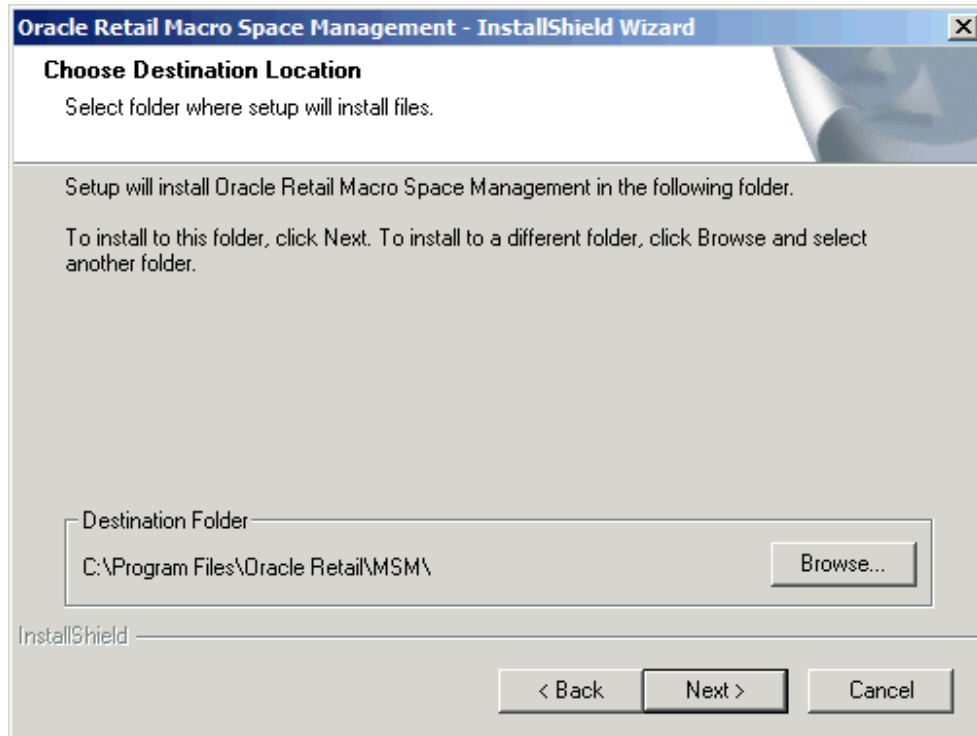 Oracle Retail Macro Space Management - InstallShield Wizard
Choose Destination Location
Select folder where setup will install files.
Setup will install Oracle Retail Macro Space Management in the following folder.
To install to this folder, click Next. To install to a different folder, click Browse and select
another folder.
Destination Folder
C:\Program Files\Oracle Retail\MSM\
Browse...
InstallShield
< Back
Next >
Cancel